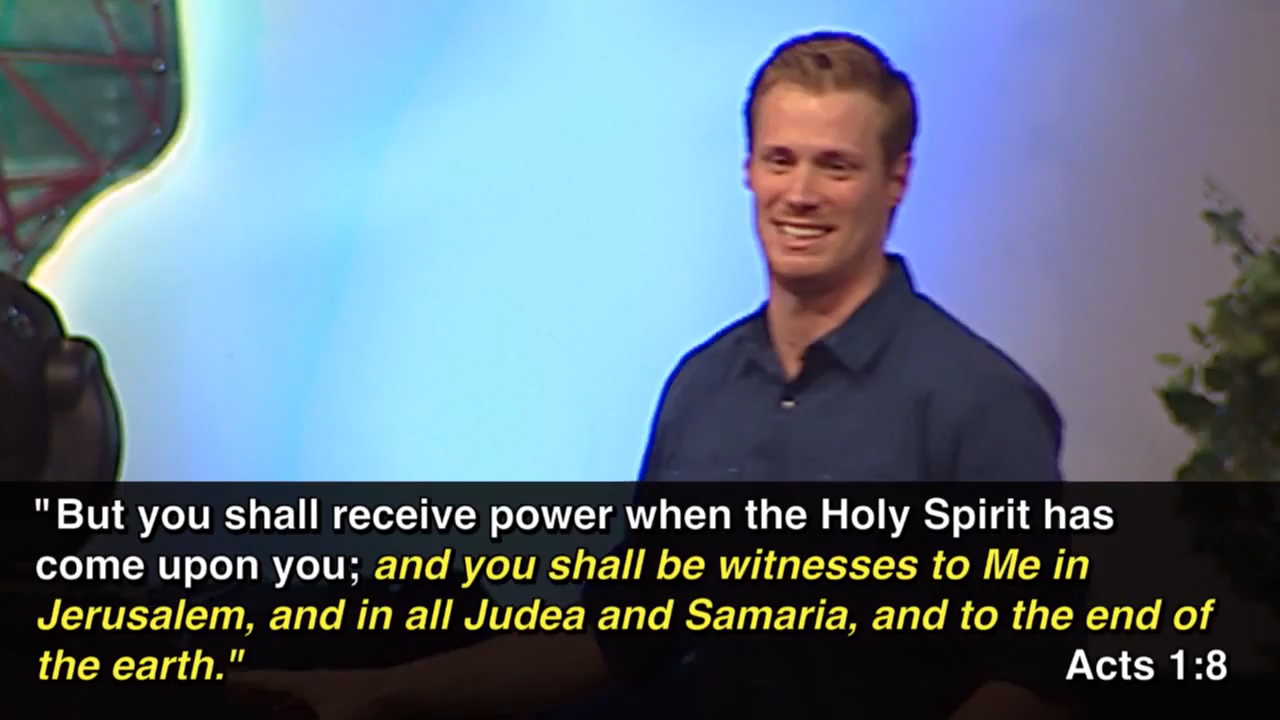 "But you shall receive power when the Holy Spirit has
come upon you; and you shall be witnesses to Me in
Jerusalem, and in all Judea and Samaria, and to the end of
the earth." Acts 1:8